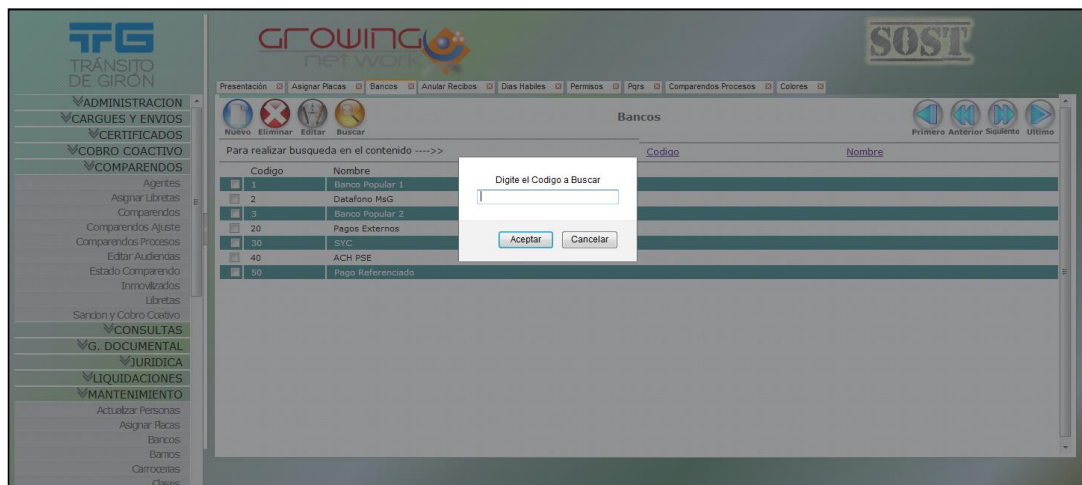 TG
TRÁNSITO
DE GIRÓN
GROWING
network
SOST
Presentación Asignar Placas Bancos Anular Recibos Dias Habiles Permisos Pqrs Comparendos Procesos Colores
ADMINISTRACION
CARGUES Y ENVIOS
CERTIFICADOS
COBRO COACTIVO
COMPARENDOS
Agentes
Asignar Libretas
Comparendos
Comparendos Ajuste
Comparendos Procesos
Editar Audiencias
Estado Comparendo
Inmovilizados
Libretas
Sancion y Cobro Coativo
CONSULTAS
G. DOCUMENTAL
JURIDICA
LIQUIDACIONES
MANTENIMIENTO
Actualizar Personas
Asignar Placas
Bancos
Barrios
Carrocerias
Clases
Nuevo Eliminar Editar Buscar
Bancos
Primero Anterior Siguiente Ultimo
Para realizar busqueda en el contenido ---->>
Codigo Nombre
Codigo Nombre
1 Banco Popular 1
2 Datafono MsG
3 Banco Popular 2
20 Pagos Externos
30 SYC
40 ACH PSE
50 Pago Referenciado
Digite el Codigo a Buscar
Aceptar Cancelar